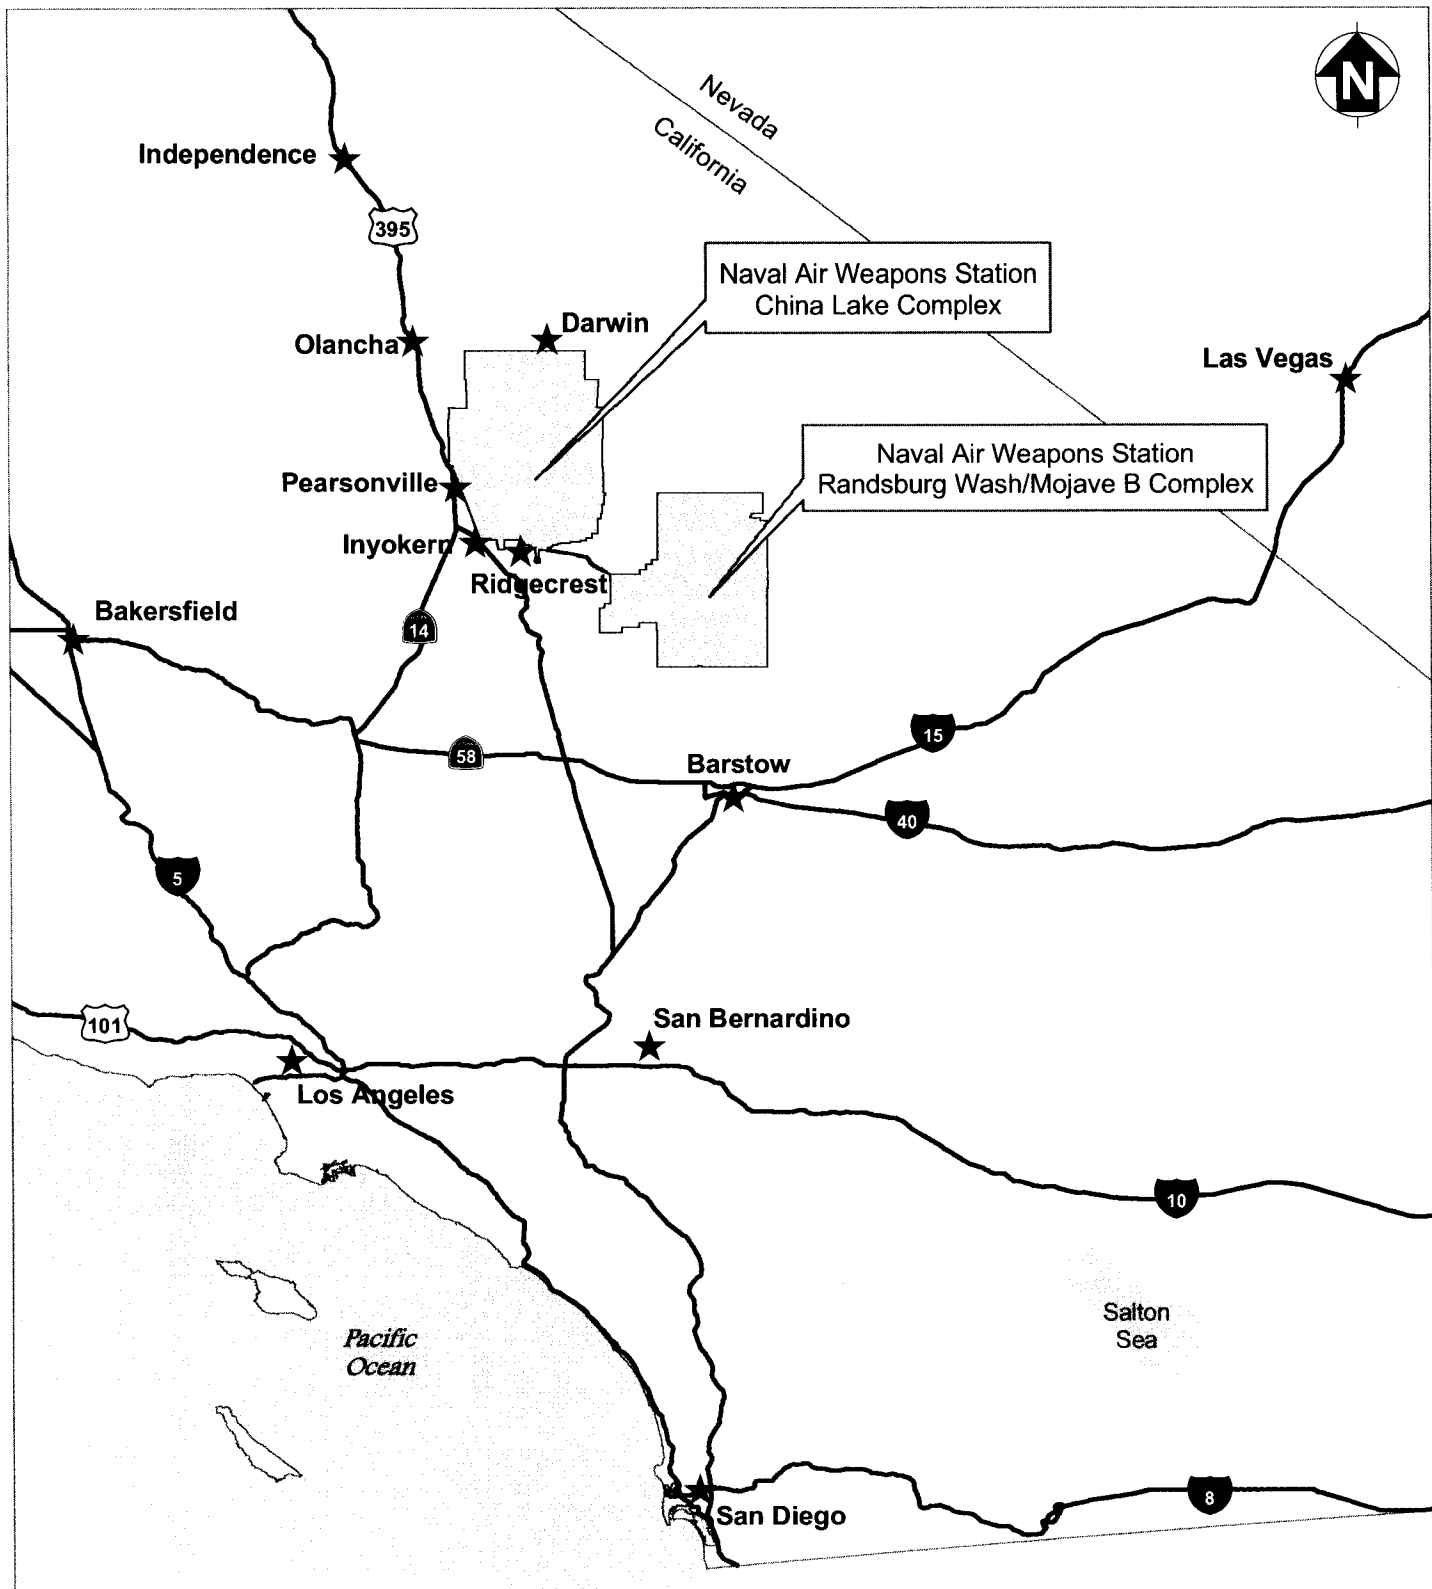 N
Nevada
California
Independence
395
Naval Air Weapons Station
China Lake Complex
Darwin
Olancha
Las Vegas
Naval Air Weapons Station
Randsburg Wash/Mojave B Complex
Pearsonville
Inyokern
Ridgecrest
Bakersfield
14
15
58
Barstow
40
5
101
San Bernardino
Los Angeles
10
Salton
Sea
Pacific
Ocean
8
San Diego